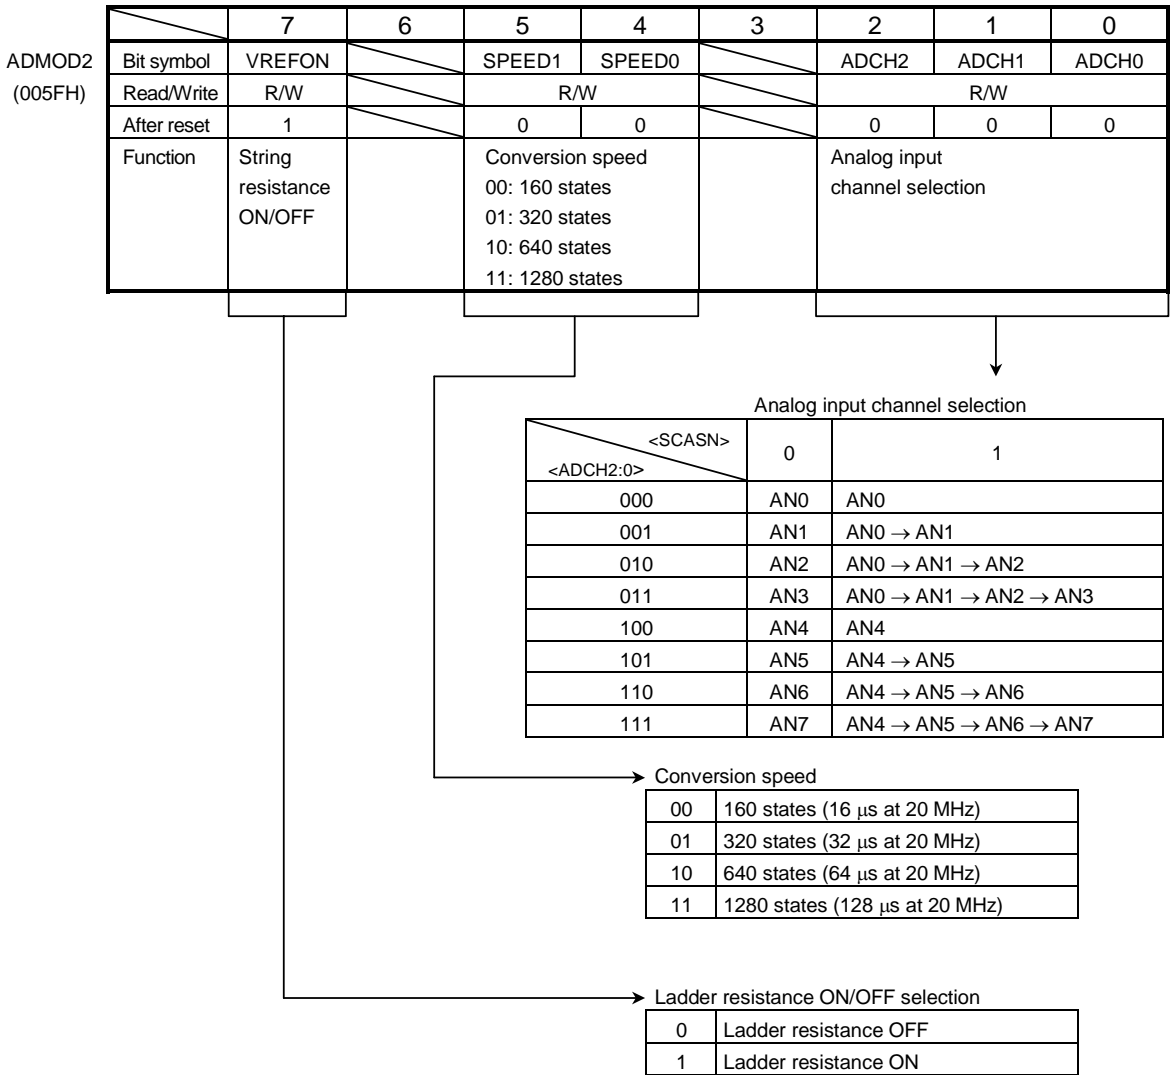 7 6 5 4 3 2 1 0
ADMOD2 Bit symbol VREFON SPEED1 SPEED0 ADCH2 ADCH1 ADCH0
(005FH) Read/Write R/W R/W R/W
After reset 1 0 0 0 0 0
Function String Conversion speed Analog input
resistance 00: 160 states channel selection
ON/OFF 01: 320 states
10: 640 states
11: 1280 states
Analog input channel selection
<SCASN> 0 1
<ADCH2:0>
000 AN0 AN0
001 AN1 AN0 → AN1
010 AN2 AN0 → AN1 → AN2
011 AN3 AN0 → AN1 → AN2 → AN3
100 AN4 AN4
101 AN5 AN4 → AN5
110 AN6 AN4 → AN5 → AN6
111 AN7 AN4 → AN5 → AN6 → AN7
Conversion speed
00 160 states (16 μs at 20 MHz)
01 320 states (32 μs at 20 MHz)
10 640 states (64 μs at 20 MHz)
11 1280 states (128 μs at 20 MHz)
Ladder resistance ON/OFF selection
0 Ladder resistance OFF
1 Ladder resistance ON